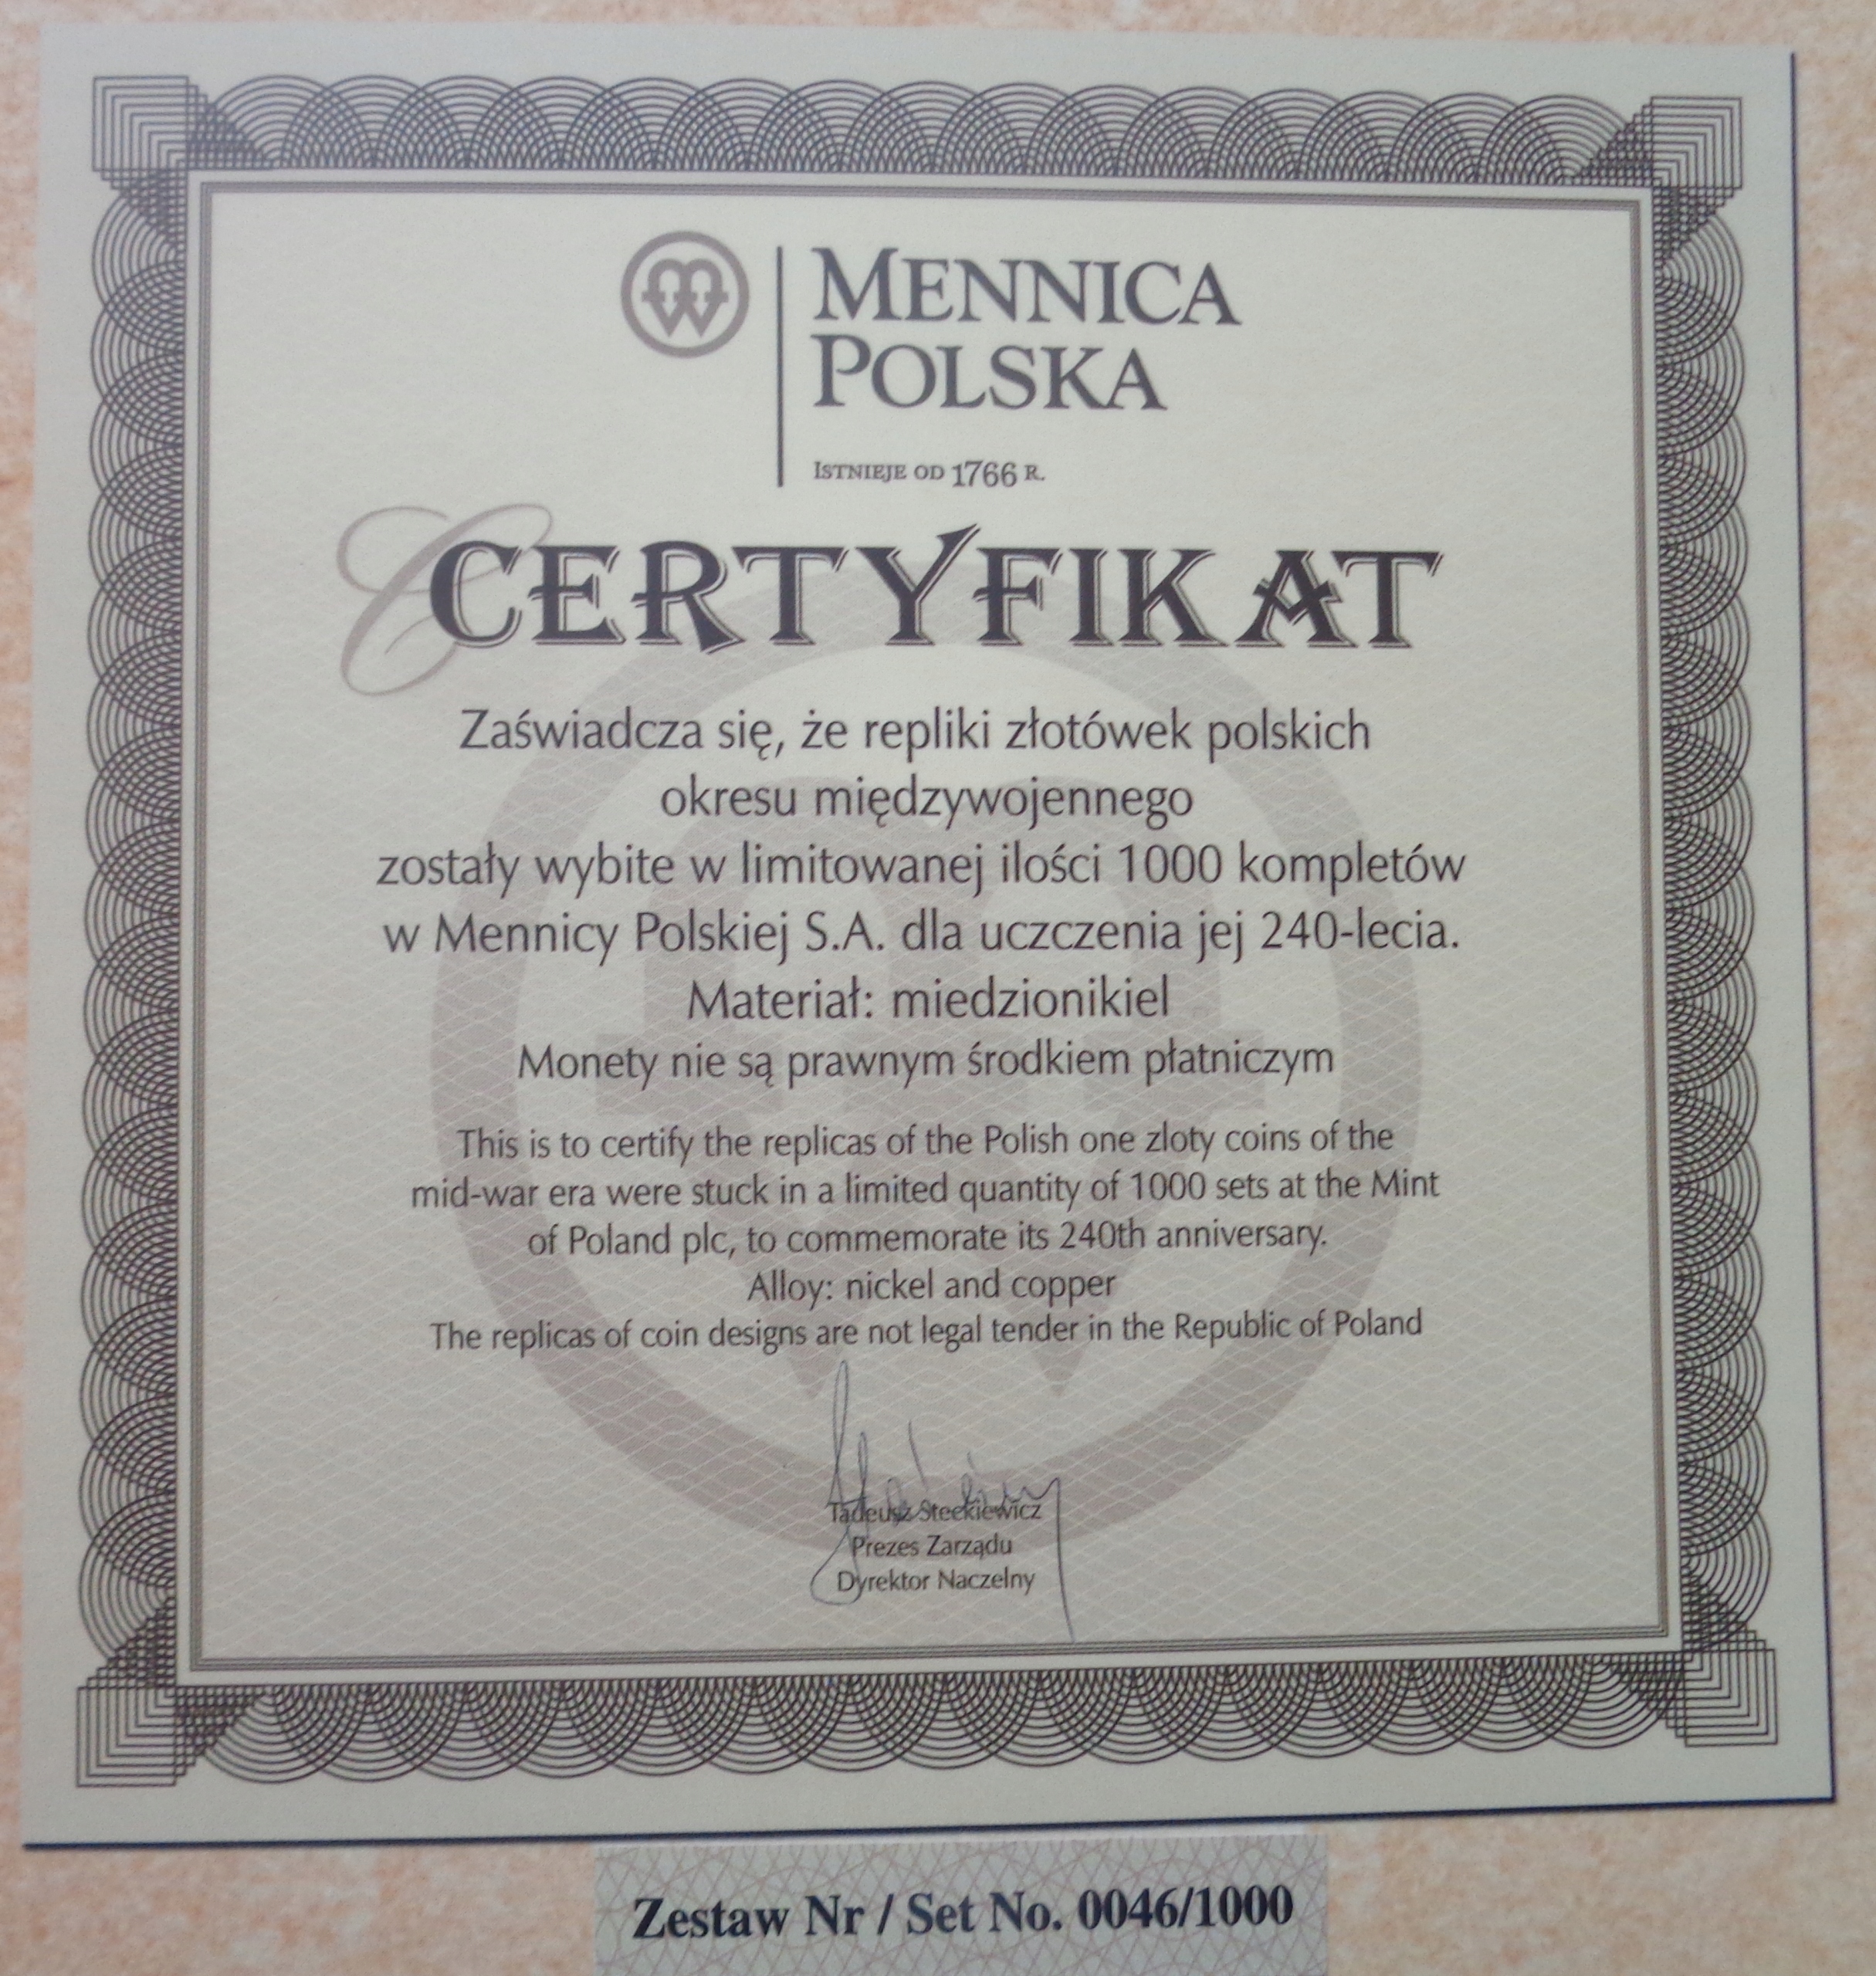 MENNICA
POLSKA
ISTNIEJE OD 1766 R.
CERTYFIKAT
Zaświadcza się, że repliki złotówek polskich
okresu międzywojennego
zostały wybite w limitowanej ilości 1000 kompletów
w Mennicy Polskiej S.A. dla uczczenia jej 240-lecia.
Materiał: miedzionikiel
Monety nie są prawnym środkiem płatniczym
This is to certify the replicas of the Polish one zloty coins of the
mid-war era were stuck in a limited quantity of 1000 sets at the Mint
of Poland plc, to commemorate its 240th anniversary.
Alloy: nickel and copper
The replicas of coin designs are not legal tender in the Republic of Poland
Tadeusz Steckiewicz
Prezes Zarządu
Dyrektor Naczelny
Zestaw Nr / Set No. 0046/1000